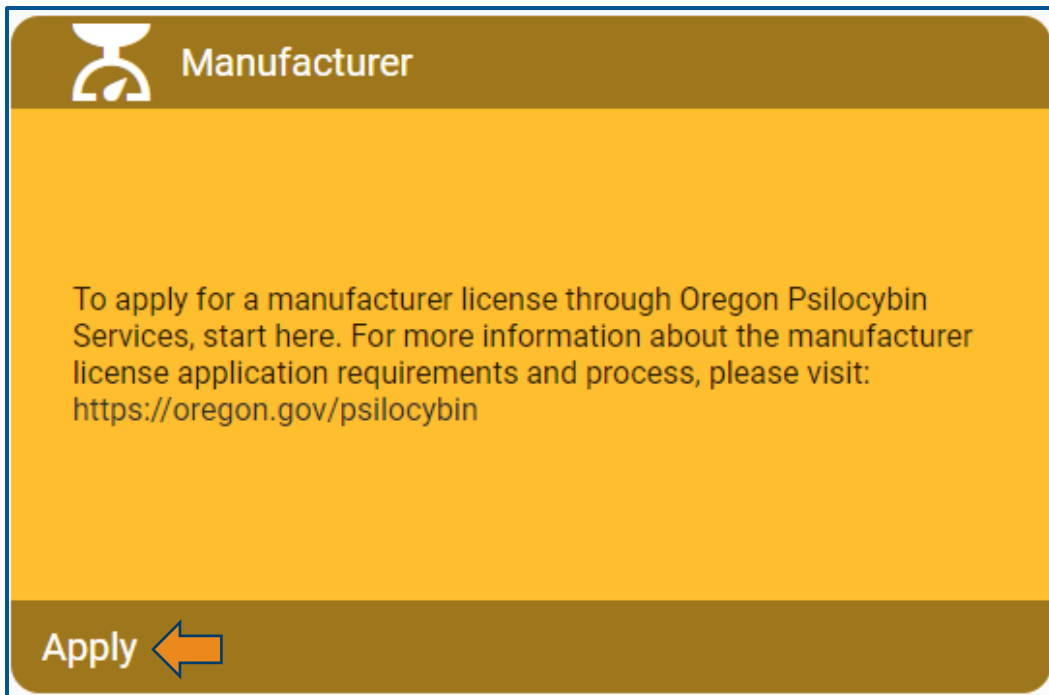 Manufacturer
To apply for a manufacturer license through Oregon Psilocybin
Services, start here. For more information about the manufacturer
license application requirements and process, please visit:
https://oregon.gov/psilocybin
Apply